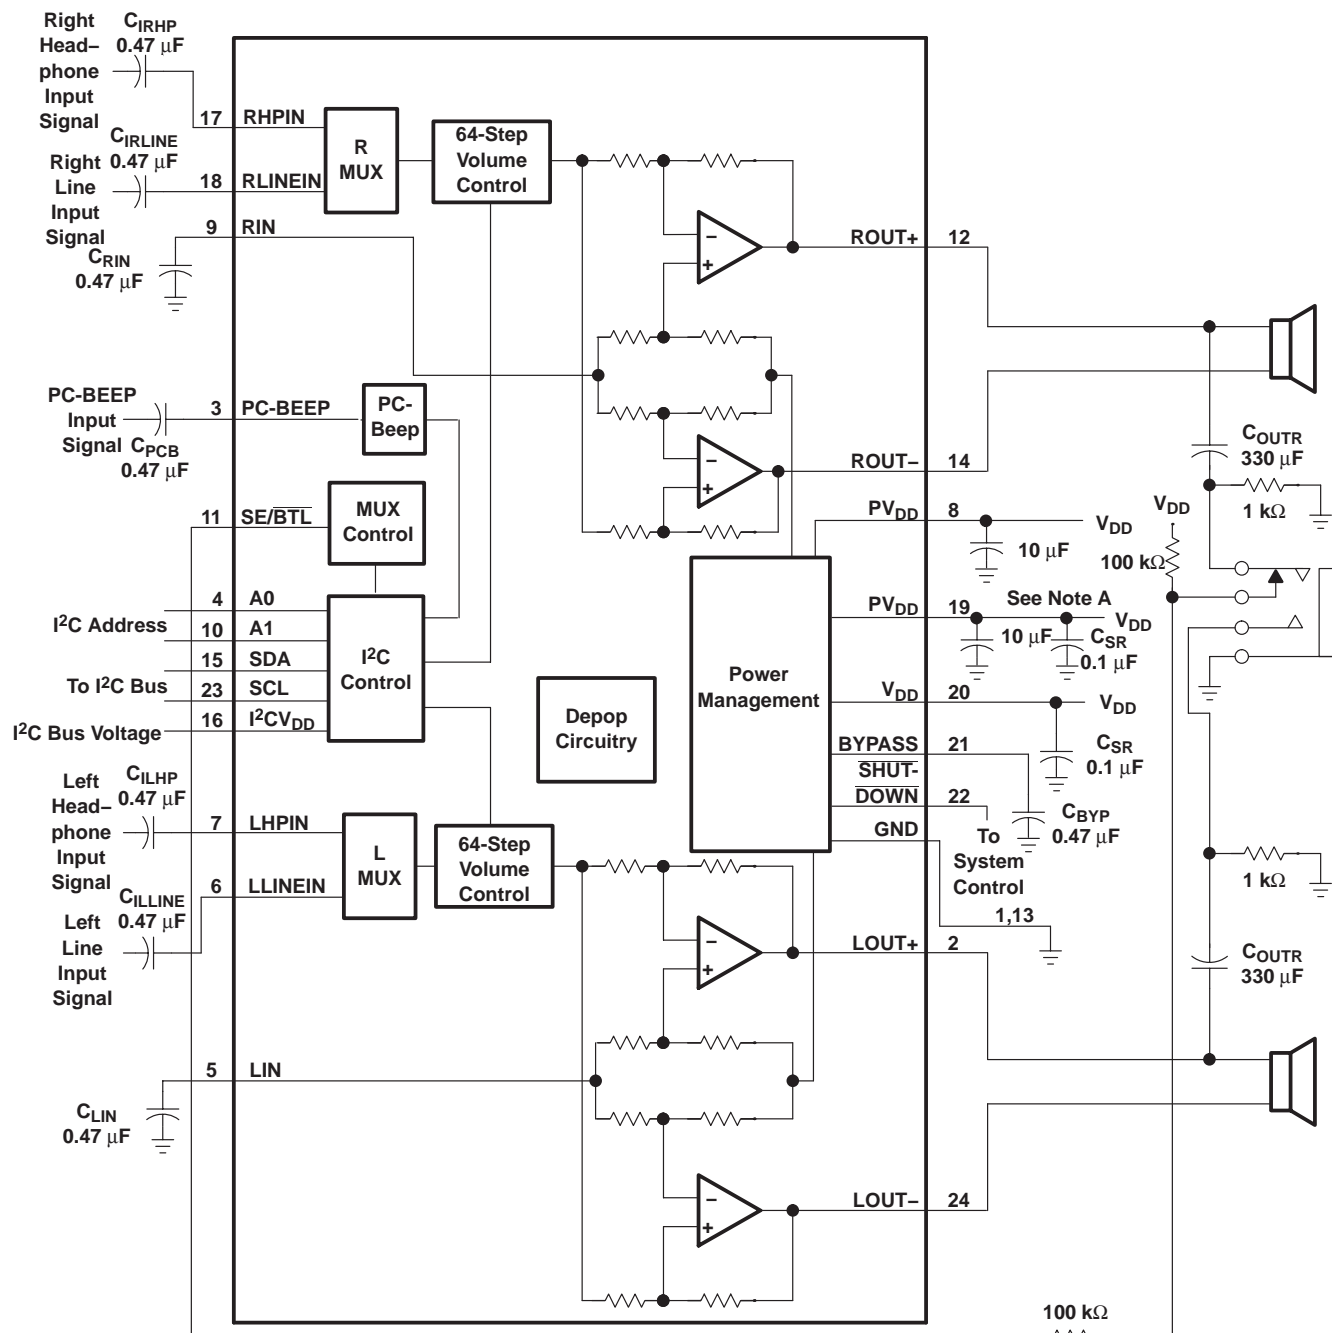 Right
Head–
phone
Input
Signal
CIRHP
0.47 μF
17
RHPIN
CIRLINE
0.47 μF
Right
Line
Input
Signal
18
RLINEIN
R
MUX
64-Step
Volume
Control
9
RIN
CRIN
0.47 μF
–
+
ROUT+
12
PC-BEEP
Input
Signal
CPCB
0.47 μF
3
PC-BEEP
PC-
Beep
–
+
ROUT–
14
COUTR
330 μF
1 kΩ
11
SE/BTL
MUX
Control
PVDD
8
VDD
10 μF
VDD
100 kΩ
I2C Address
4
A0
10
A1
To I2C Bus
15
SDA
23
SCL
I2C Bus Voltage
16
I2CVDD
I2C
Control
Depop
Circuitry
Power
Management
PVDD
19
See Note A
VDD
10 μF
CSR
0.1 μF
VDD
20
VDD
CSR
0.1 μF
BYPASS
21
CBYP
0.47 μF
SHUT-
DOWN
22
To
System
Control
GND
1,13
Left
Head–
phone
Input
Signal
CILHP
0.47 μF
7
LHPIN
CILLINE
0.47 μF
Left
Line
Input
Signal
6
LLINEIN
L
MUX
64-Step
Volume
Control
1 kΩ
–
+
LOUT+
2
COUTR
330 μF
5
LIN
CLIN
0.47 μF
–
+
LOUT–
24
100 kΩ